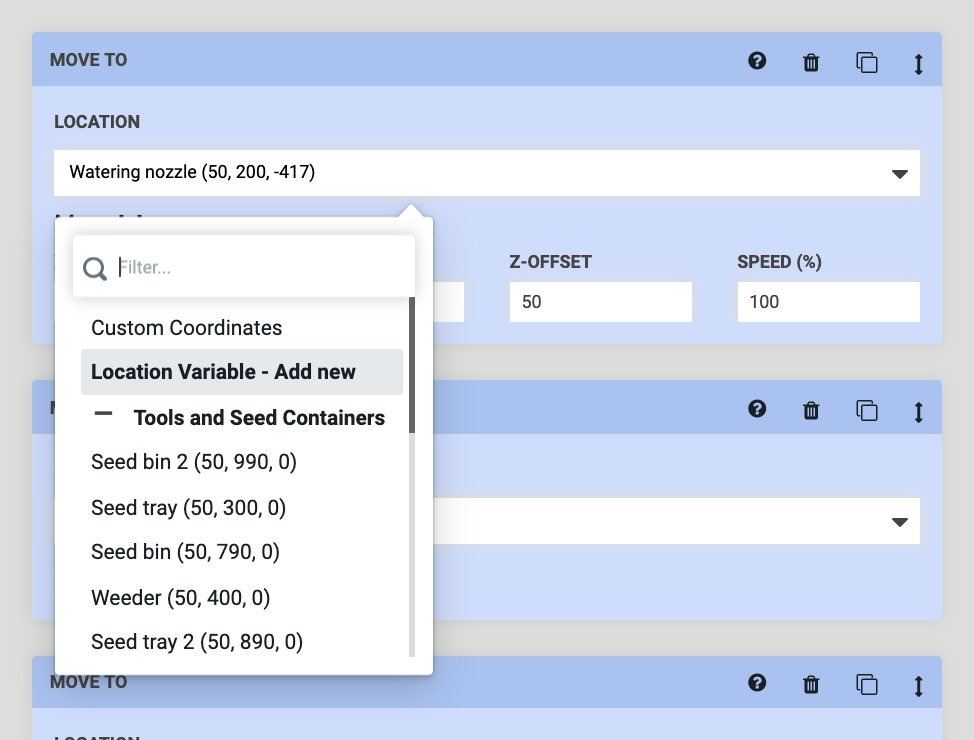 MOVE TO
LOCATION
Watering nozzle (50, 200, -417)
Filter...
Z-OFFSET
SPEED (%)
50
100
Custom Coordinates
Location Variable - Add new
Tools and Seed Containers
Seed bin 2 (50, 990, 0)
Seed tray (50, 300, 0)
Seed bin (50, 790, 0)
Weeder (50, 400, 0)
Seed tray 2 (50, 890, 0)
MOVE TO
LOCATION